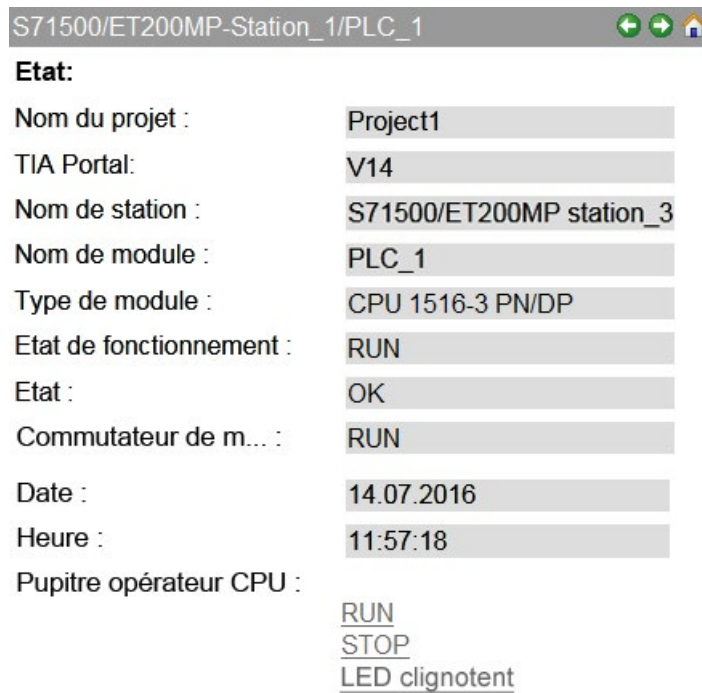 S71500/ET200MP-Station_1/PLC_1
Etat:
Nom du projet : Project1
TIA Portal: V14
Nom de station : S71500/ET200MP station_3
Nom de module : PLC_1
Type de module : CPU 1516-3 PN/DP
Etat de fonctionnement : RUN
Etat : OK
Commutateur de m... : RUN
Date : 14.07.2016
Heure : 11:57:18
Pupitre opérateur CPU :
RUN
STOP
LED clignotent